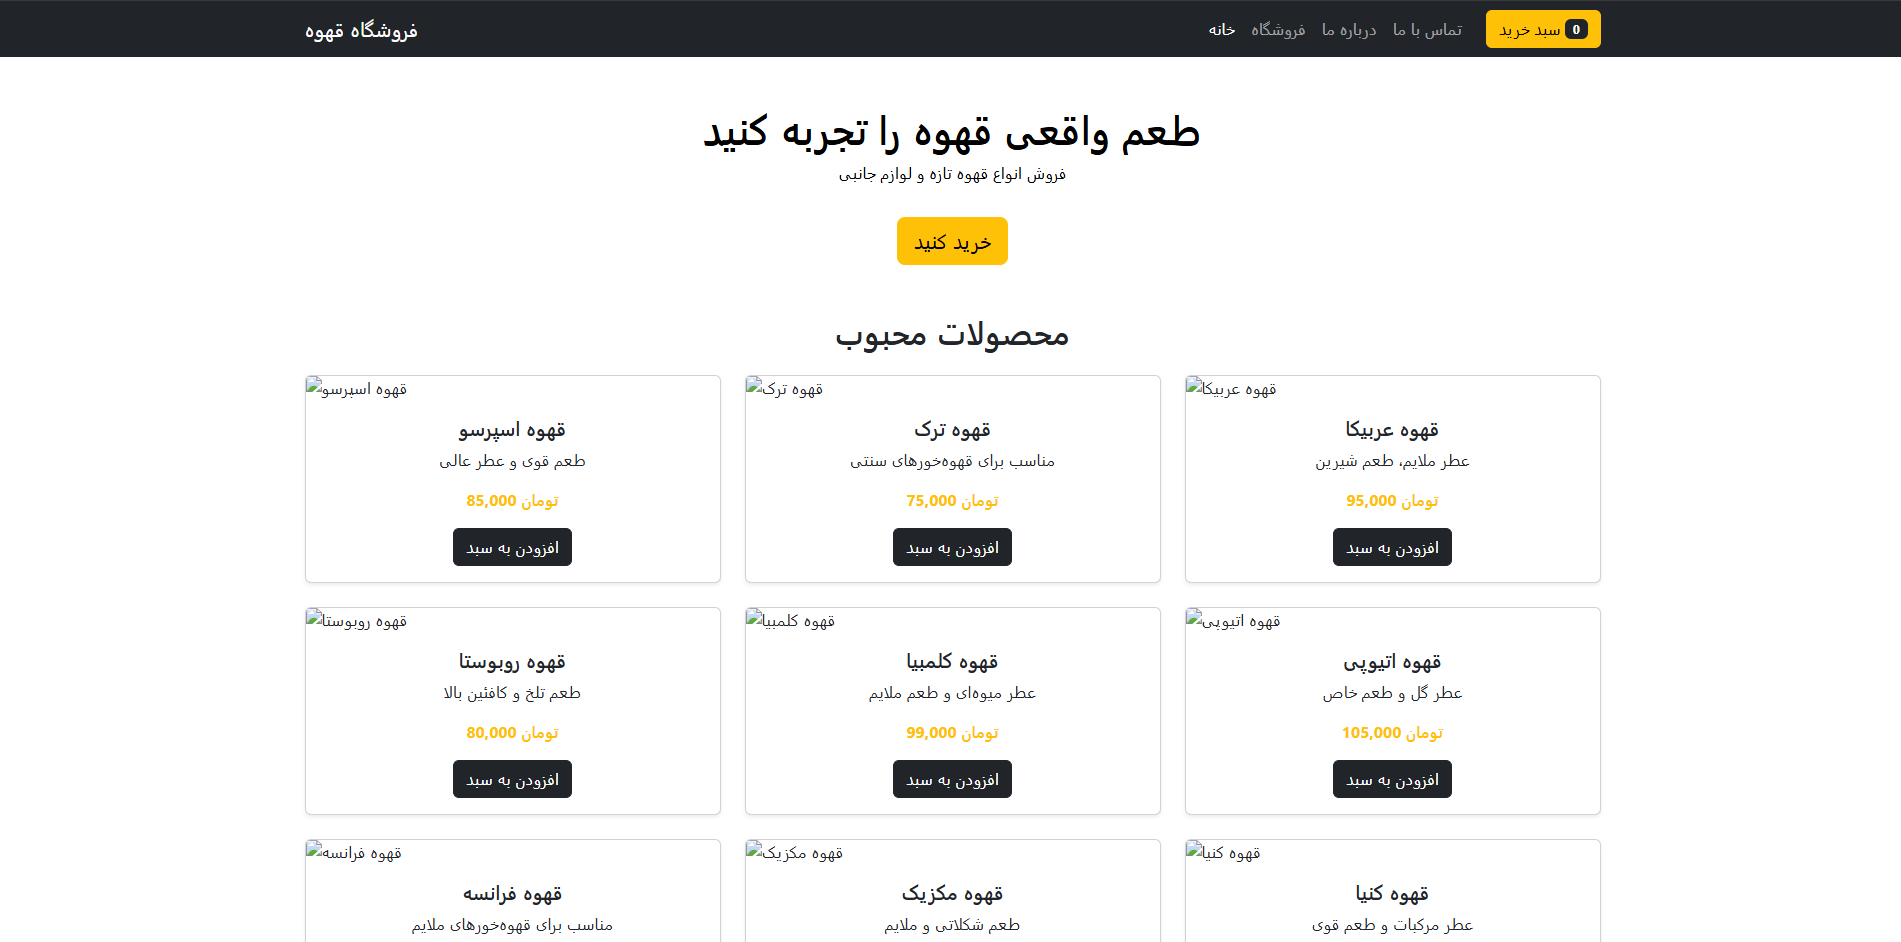 فروشگاه قهوه
خانه
فروشگاه
درباره ما
تماس با ما
سبد خرید 0
طعم واقعی قهوه را تجربه کنید
فروش انواع قهوه تازه و لوازم جانبی
خرید کنید
محصولات محبوب
قهوه اسپرسو
قهوه اسپرسو
طعم قوی و عطر عالی
85,000 تومان
افزودن به سبد
قهوه ترک
قهوه ترک
مناسب برای قهوه‌خورهای سنتی
75,000 تومان
افزودن به سبد
قهوه عربیکا
قهوه عربیکا
عطر ملایم، طعم شیرین
95,000 تومان
افزودن به سبد
قهوه روبوستا
قهوه روبوستا
طعم تلخ و کافئین بالا
80,000 تومان
افزودن به سبد
قهوه کلمبیا
قهوه کلمبیا
عطر میوه‌ای و طعم ملایم
99,000 تومان
افزودن به سبد
قهوه اتیوپی
قهوه اتیوپی
عطر گل و طعم خاص
105,000 تومان
افزودن به سبد
قهوه فرانسه
قهوه فرانسه
مناسب برای قهوه‌خورهای ملایم
قهوه مکزیک
قهوه مکزیک
طعم شکلاتی و ملایم
قهوه کنیا
قهوه کنیا
عطر مرکبات و طعم قوی